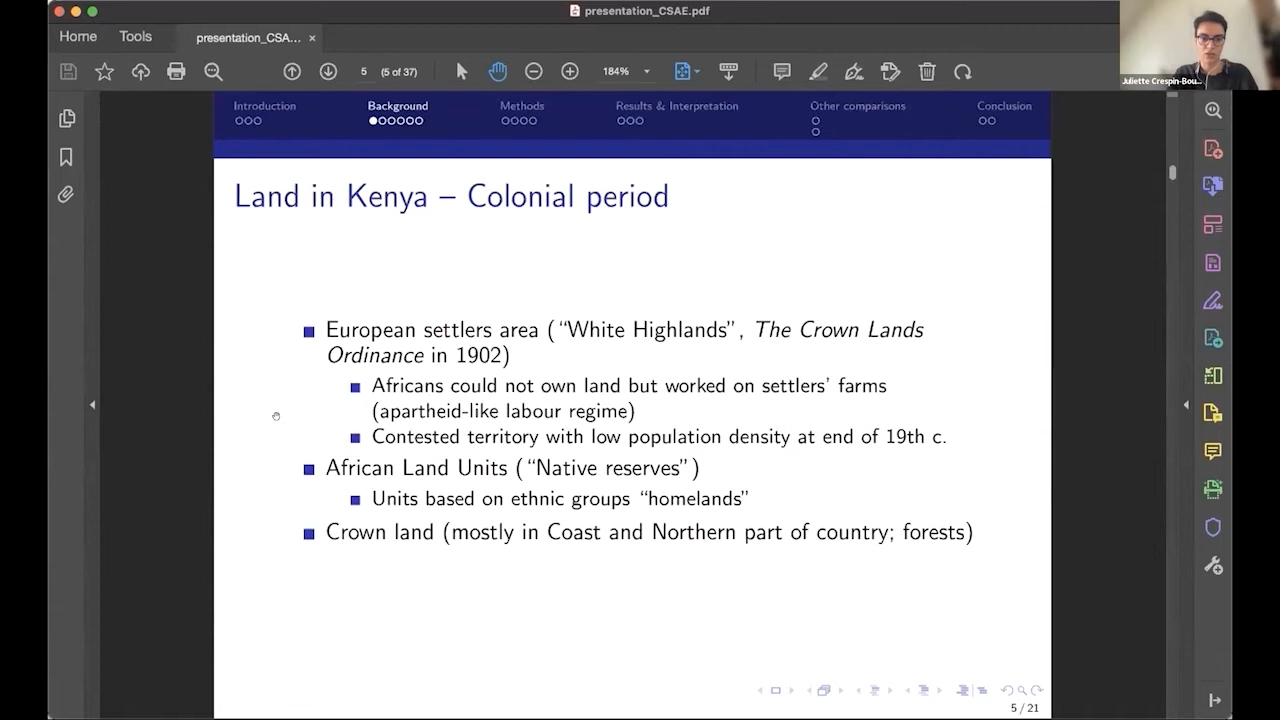 presentation_CSAE.pdf
Home
Tools
presentation_CSA... ×
5 (5 of 37)
184%
Juliette Crespin-Bou...
Introduction
Background
Methods
Results & Interpretation
Other comparisons
Conclusion
Land in Kenya – Colonial period
European settlers area (“White Highlands”, The Crown Lands
Ordinance in 1902)
Africans could not own land but worked on settlers’ farms
(apartheid-like labour regime)
Contested territory with low population density at end of 19th c.
African Land Units (“Native reserves”)
Units based on ethnic groups “homelands”
Crown land (mostly in Coast and Northern part of country; forests)
5 / 21